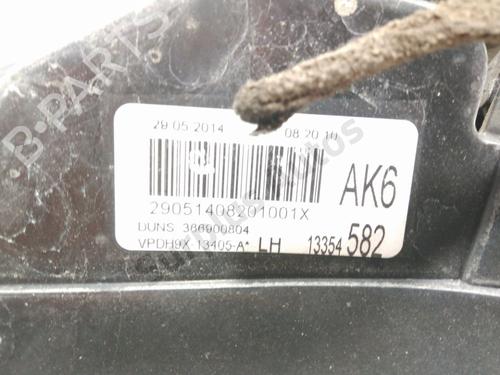 B-PARTS
29.05.2014 08:20:10
AK6
29051408201001X
DUNS 366900804
VPDH9X-13405-A* LH 13354 582